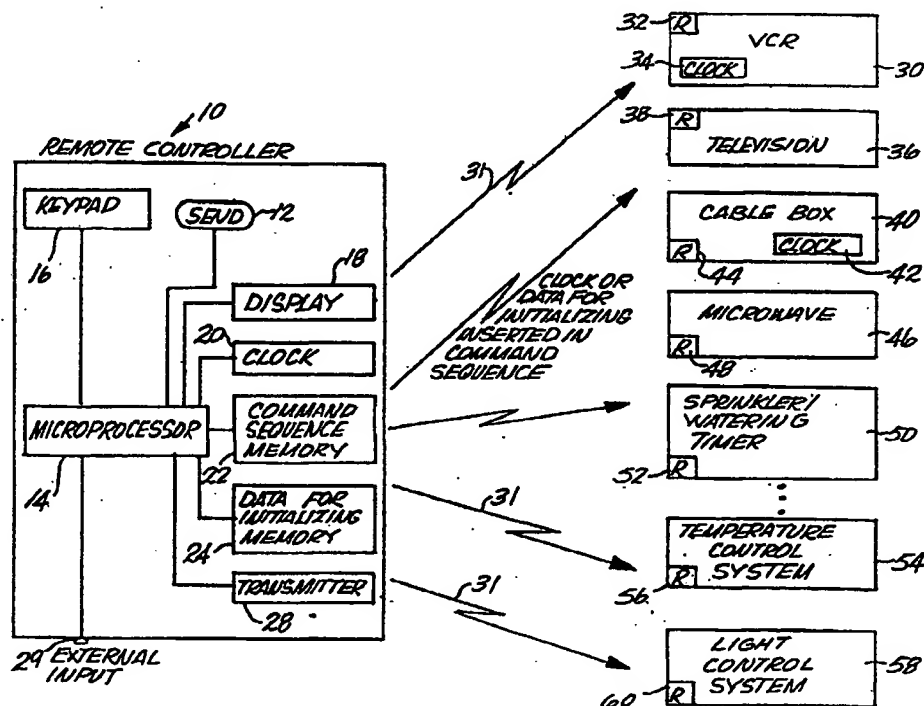 10
REMOTE CONTROLLER
KEYPAD
16
SEND
12
18
DISPLAY
20
CLOCK
MICROPROCESSOR
14
COMMAND
SEQUENCE
MEMORY
22
DATA FOR
INITIALIZING
MEMORY
24
TRANSMITTER
28
29 EXTERNAL
INPUT
31
CLOCK OR
DATA FOR
INITIALIZING
INSERTED IN
COMMAND
SEQUENCE
31
31
32
R
VCR
34
CLOCK
30
38
R
TELEVISION
36
CABLE BOX
40
R
CLOCK
44
42
MICROWAVE
46
R
48
SPRINKLER/
WATERING
TIMER
50
52
R
TEMPERATURE
CONTROL
SYSTEM
54
56
R
LIGHT
CONTROL
SYSTEM
58
60
R